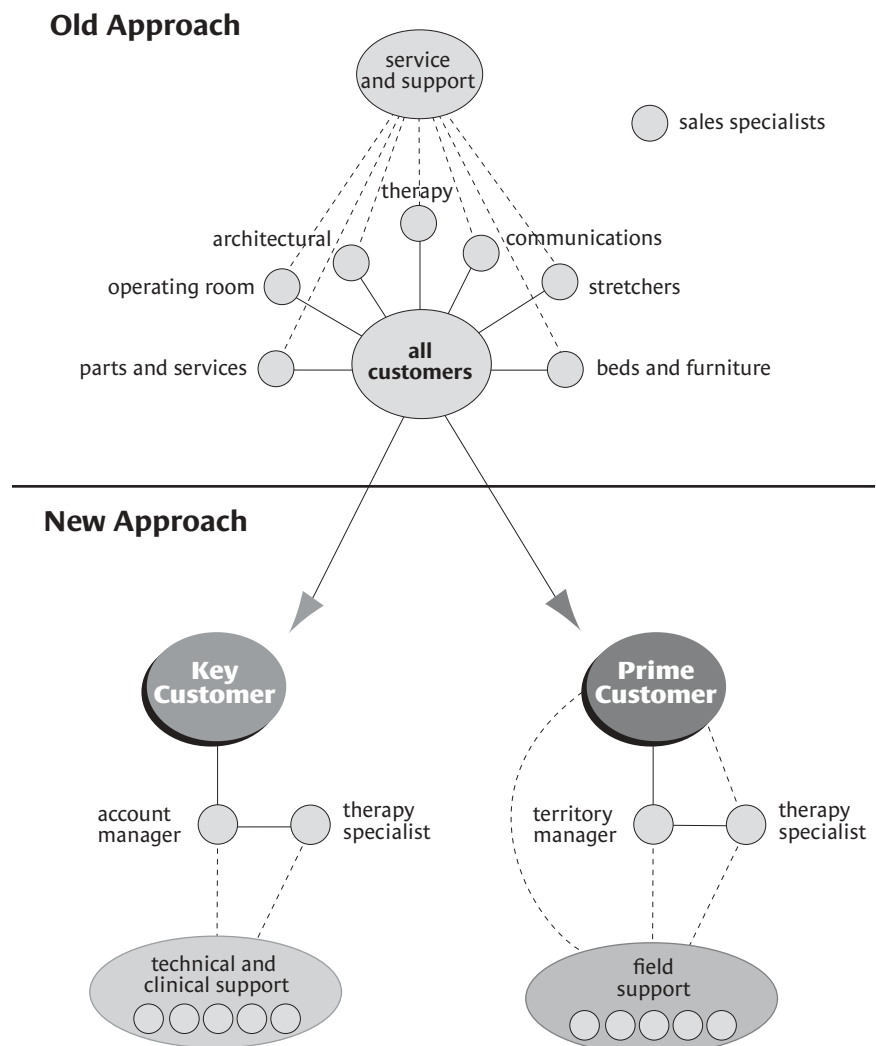 Old Approach
service
and support
sales specialists
therapy
architectural
communications
operating room
stretchers
all
customers
parts and services
beds and furniture
New Approach
Key
Customer
Prime
Customer
account
manager
therapy
specialist
territory
manager
therapy
specialist
technical and
clinical support
field
support